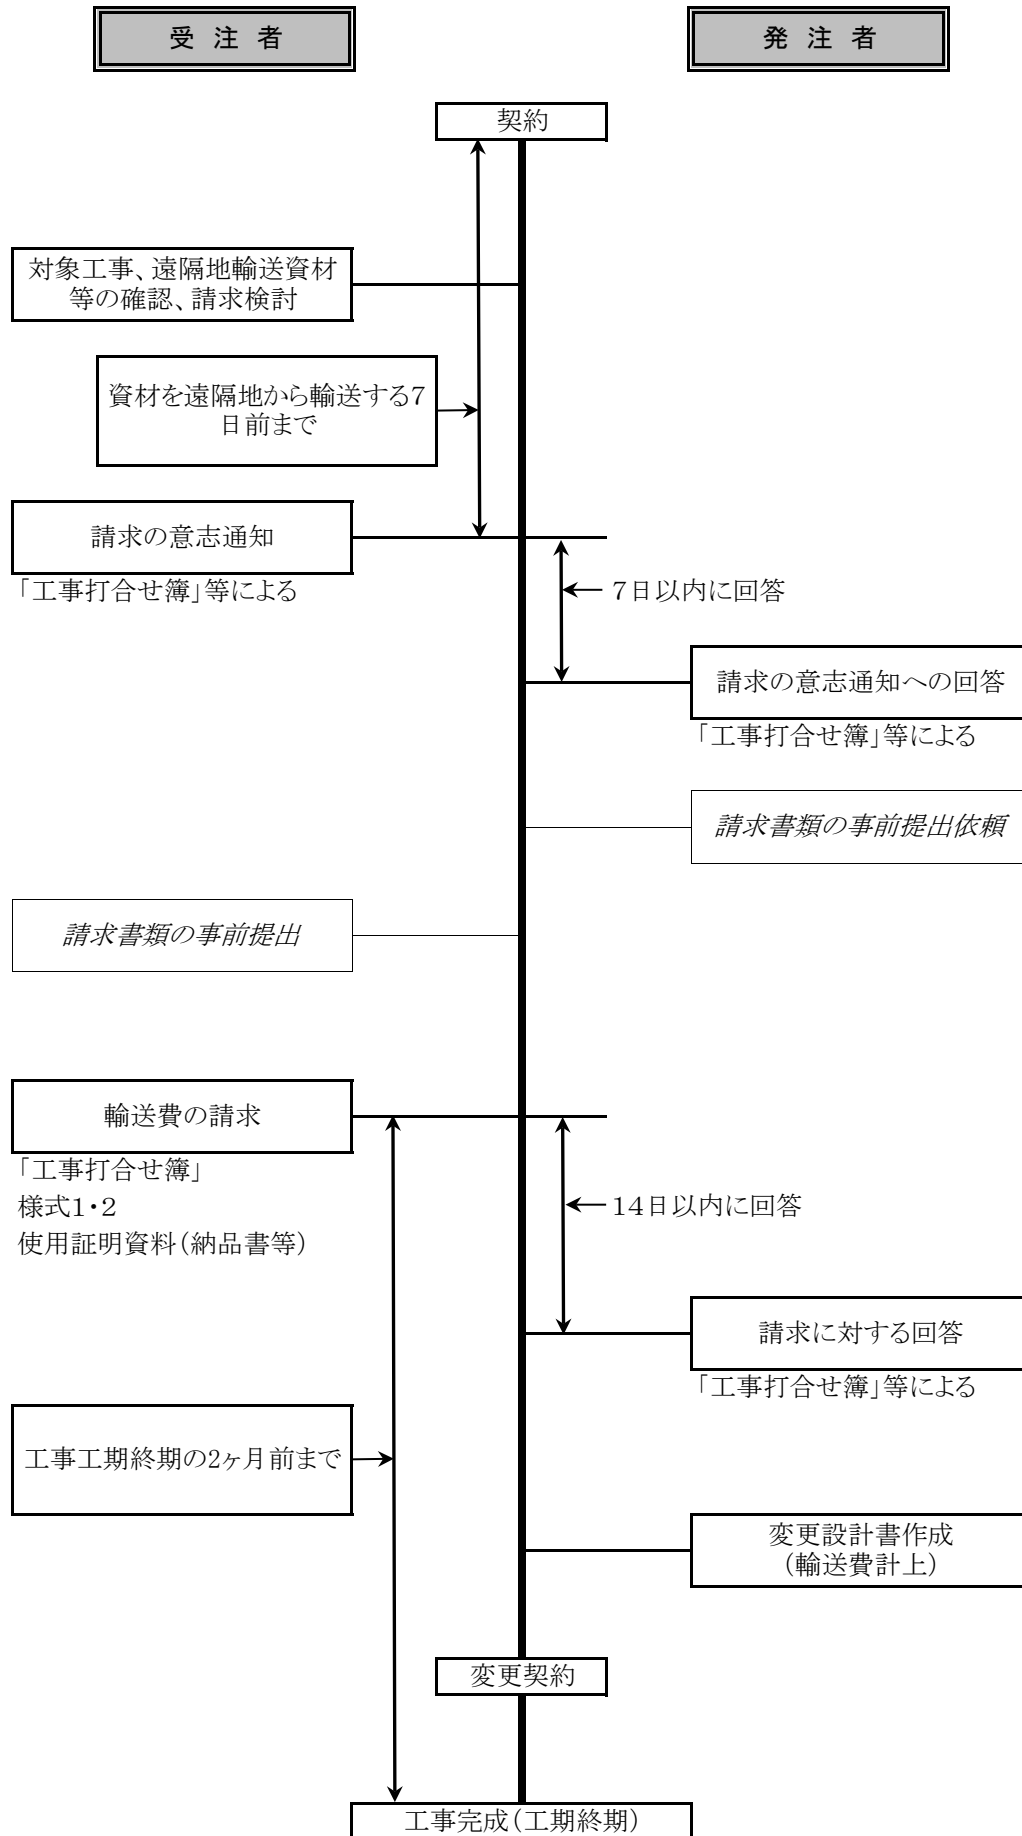 受 注 者
発 注 者
契約
対象工事、遠隔地輸送資材
等の確認、請求検討
資材を遠隔地から輸送する7
日前まで
請求の意志通知
「工事打合せ簿」等による
7日以内に回答
請求の意志通知への回答
「工事打合せ簿」等による
請求書類の事前提出依頼
請求書類の事前提出
輸送費の請求
「工事打合せ簿」
様式1・2
使用証明資料(納品書等)
14日以内に回答
請求に対する回答
「工事打合せ簿」等による
工事工期終期の2ヶ月前まで
変更設計書作成
(輸送費計上)
変更契約
工事完成(工期終期)